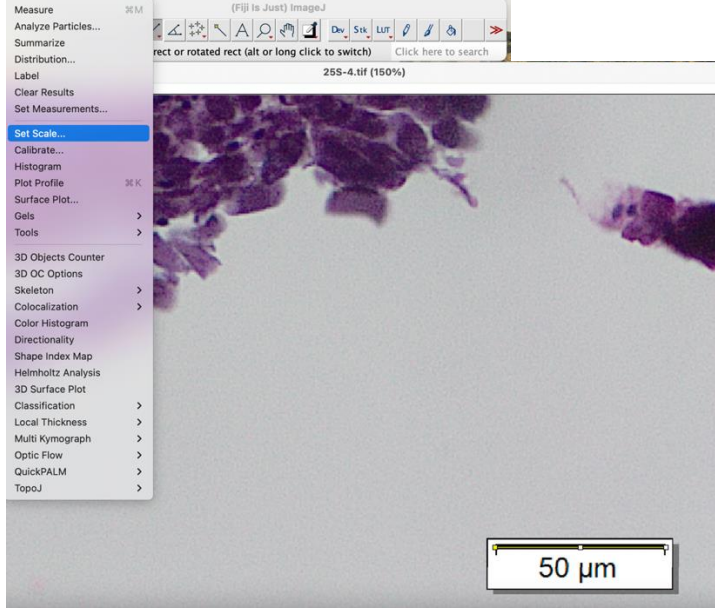 (Fiji Is Just) ImageJ
Dev Stk LUT
rect or rotated rect (alt or long click to switch) Click here to search
25S-4.tif (150%)
Measure ⌘M
Analyze Particles...
Summarize
Distribution...
Label
Clear Results
Set Measurements...
Set Scale...
Calibrate...
Histogram
Plot Profile ⌘K
Surface Plot...
Gels
Tools
3D Objects Counter
3D OC Options
Skeleton
Colocalization
Color Histogram
Directionality
Shape Index Map
Helmholtz Analysis
3D Surface Plot
Classification
Local Thickness
Multi Kymograph
Optic Flow
QuickPALM
TopoJ
50 µm